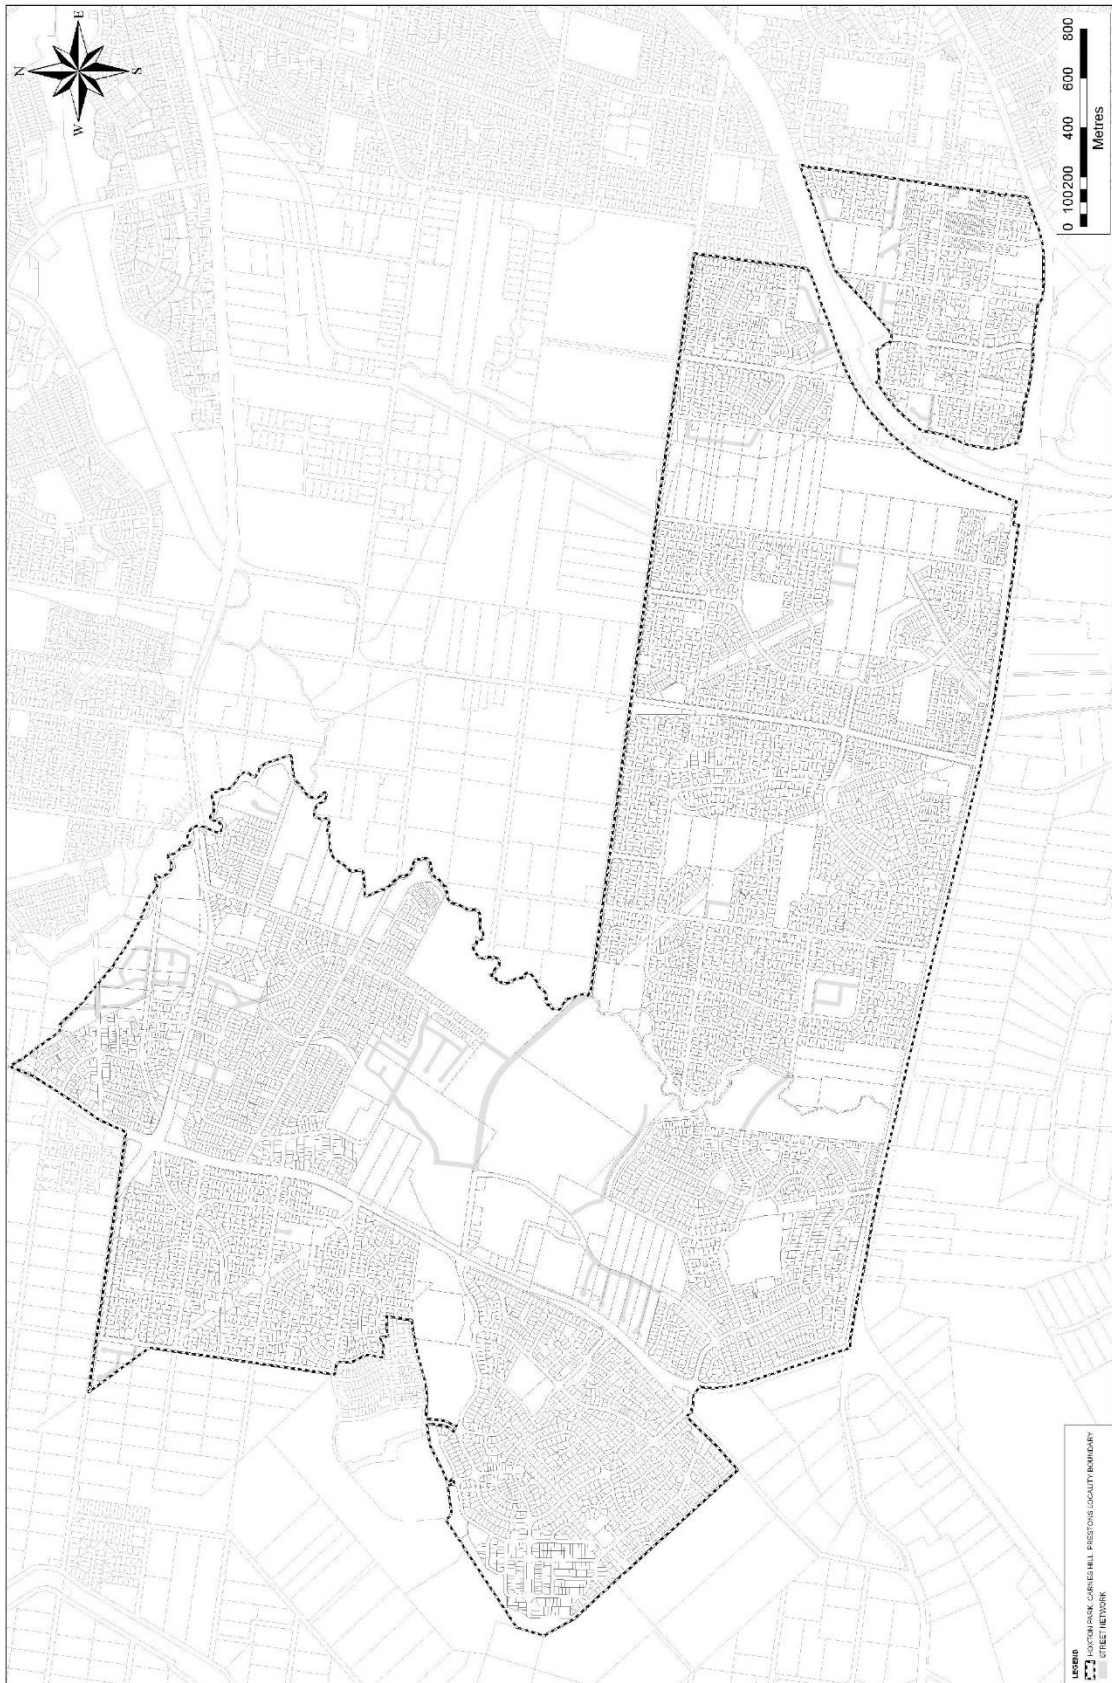 N
E
S
W
0 100200 400 600 800
Metres
LEGEND
HOXTON PARK, CARNES HILL, PRESTONS LOCALITY BOUNDARY
STREET NETWORK